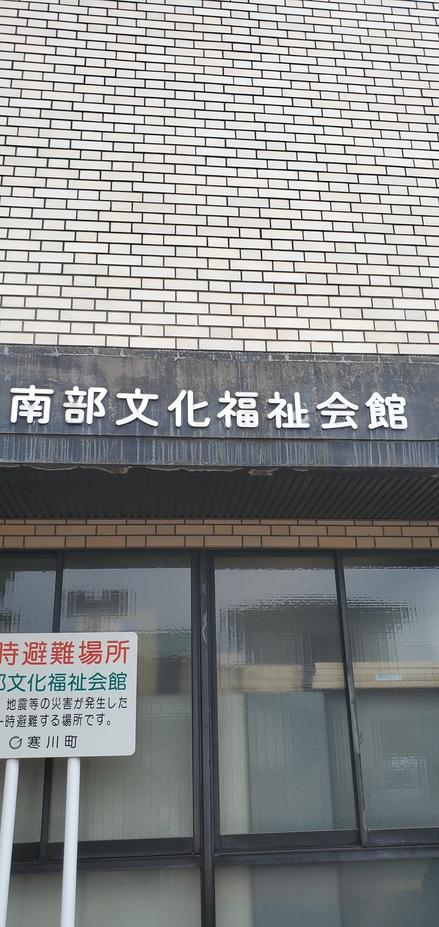 南部文化福祉会館
時避難場所
部文化福祉会館
地震等の災害が発生した
一時避難する場所です。
寒川町